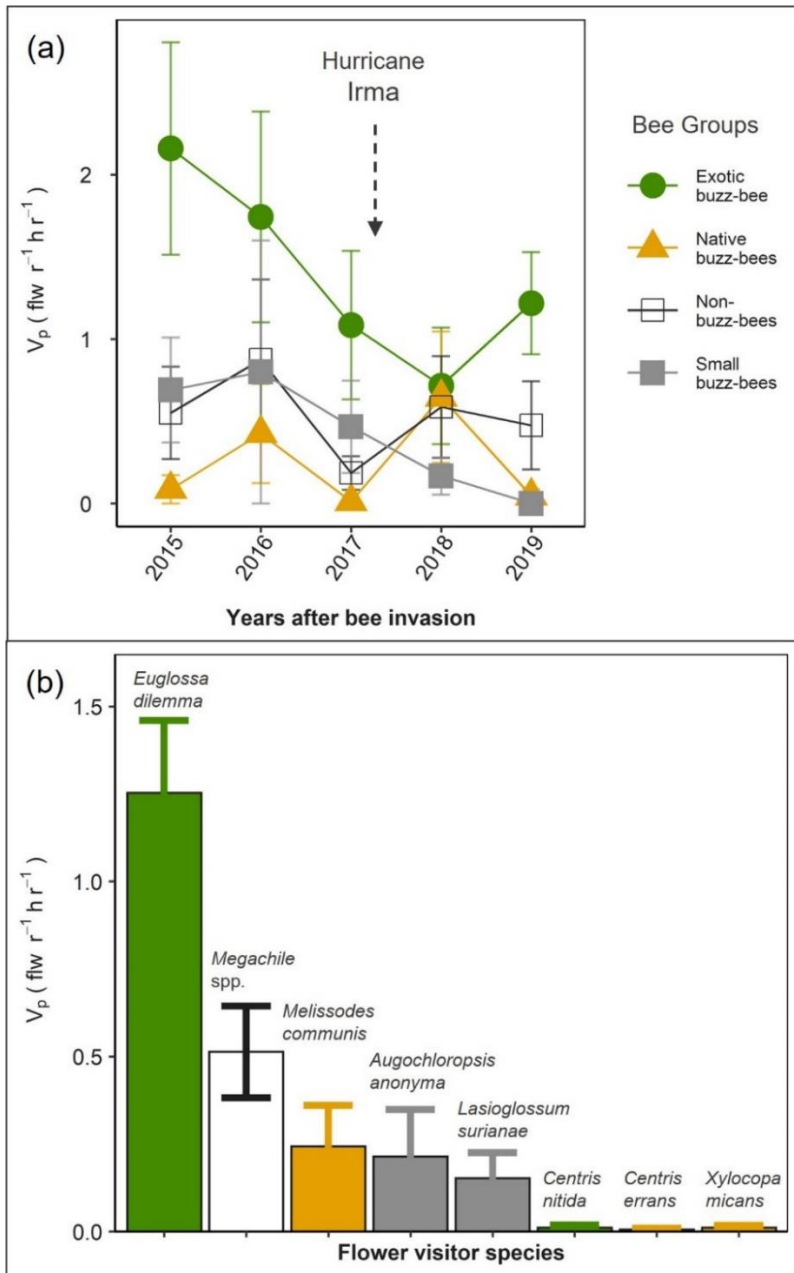 (a)
Hurricane
Irma
Bee Groups
Exotic
buzz-bee
Native
buzz-bees
Non-
buzz-bees
Small
buzz-bees
2
1
0
Vₚ ( flw r⁻¹ hr⁻¹ )
2015
2016
2017
2018
2019
Years after bee invasion
(b)
Euglossa
dilemma
Megachile
spp.
Melissodes
communis
Augochloropsis
anonyma
Lasioglossum
surianae
Centris
nitida
Centris
errans
Xylocopa
micans
1.5
1.0
0.5
0.0
Vₚ ( flw r⁻¹ hr⁻¹ )
Flower visitor species